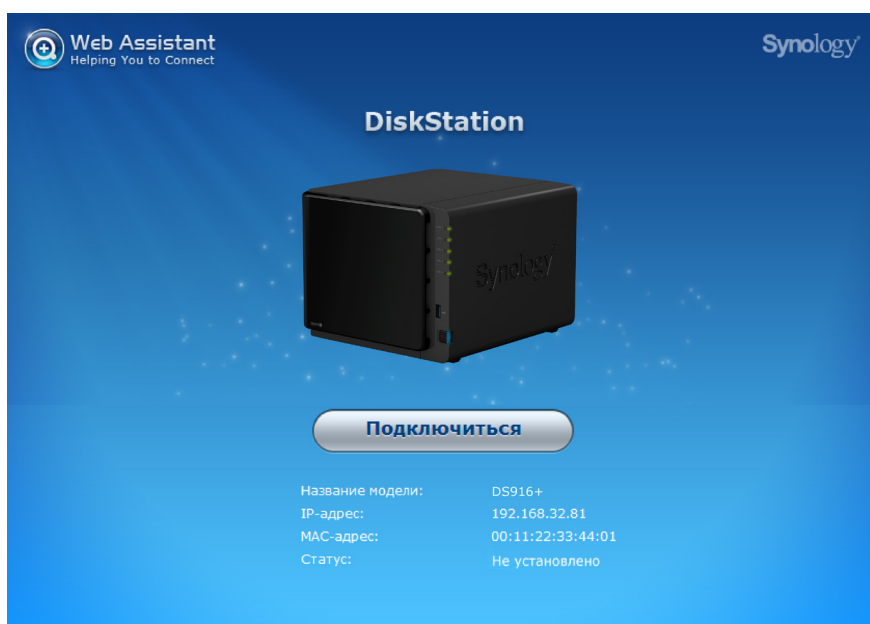 Web Assistant
Helping You to Connect
Synology
DiskStation
Synology
Подключиться
Название модели: DS916+
IP-адрес: 192.168.32.81
MAC-адрес: 00:11:22:33:44:01
Статус: Не установлено